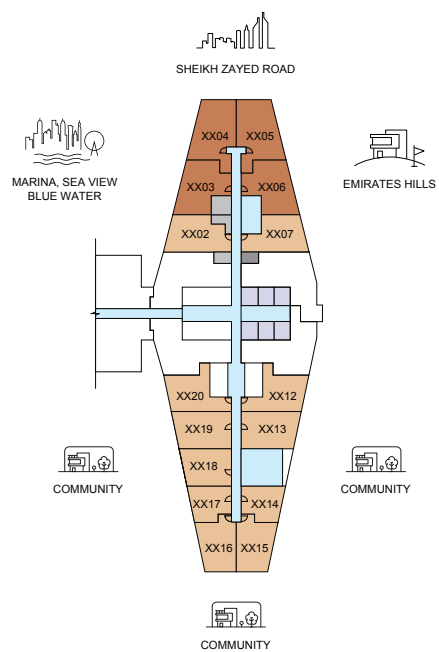 SHEIKH ZAYED ROAD
XX04 XX05
MARINA, SEA VIEW
BLUE WATER
EMIRATES HILLS
XX03 XX06
XX02 XX07
XX20 XX12
XX19 XX13
XX18
XX17 XX14
XX16 XX15
COMMUNITY
COMMUNITY
COMMUNITY